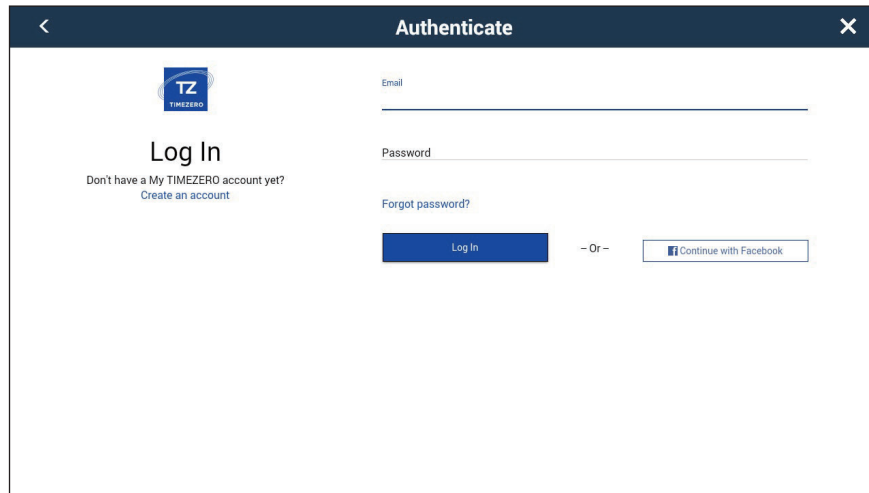 Authenticate
TZ
TIMEZERO
Log In
Don't have a My TIMEZERO account yet?
Create an account
Email
Password
Forgot password?
Log In
– Or –
Continue with Facebook